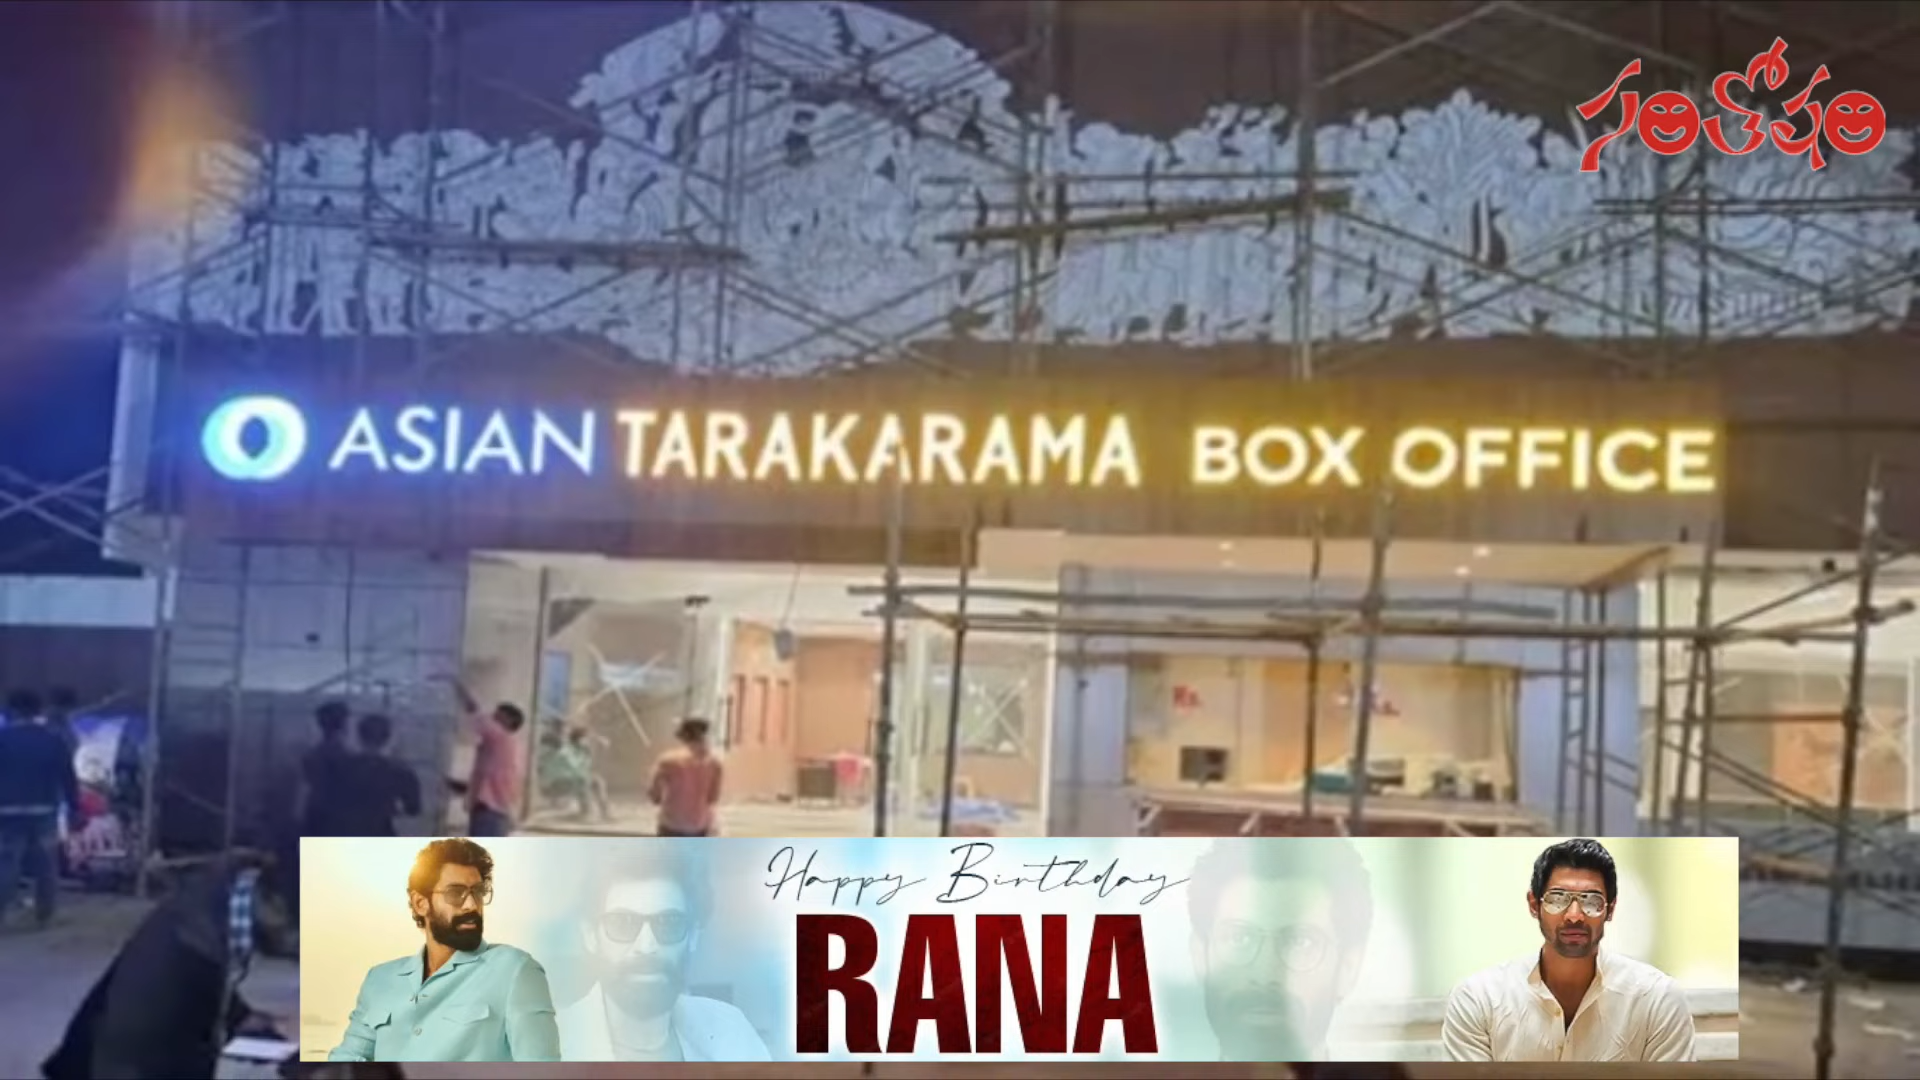 సంతోషం
ASIAN TARAKARAMA BOX OFFICE
Happy Birthday
RANA